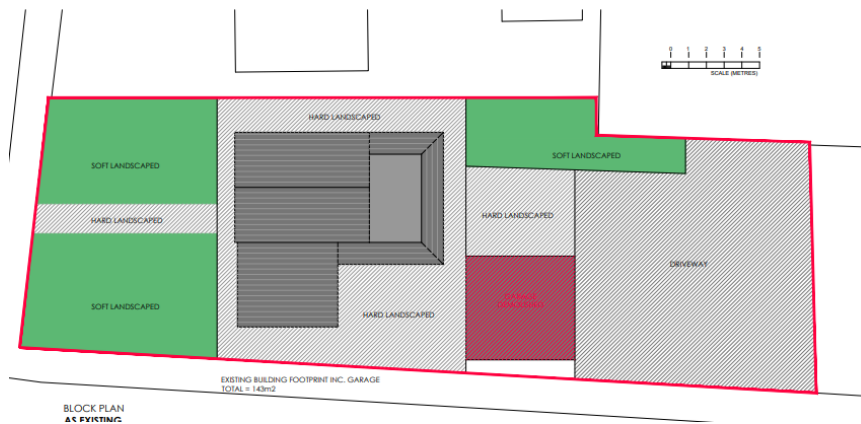 0 1 2 3 4 5
SCALE (METRES)
HARD LANDSCAPED
SOFT LANDSCAPED
SOFT LANDSCAPED
HARD LANDSCAPED
HARD LANDSCAPED
DRIVEWAY
SOFT LANDSCAPED
HARD LANDSCAPED
EXISTING BUILDING FOOTPRINT INC. GARAGE
TOTAL = 143m2
BLOCK PLAN
AS EXISTING